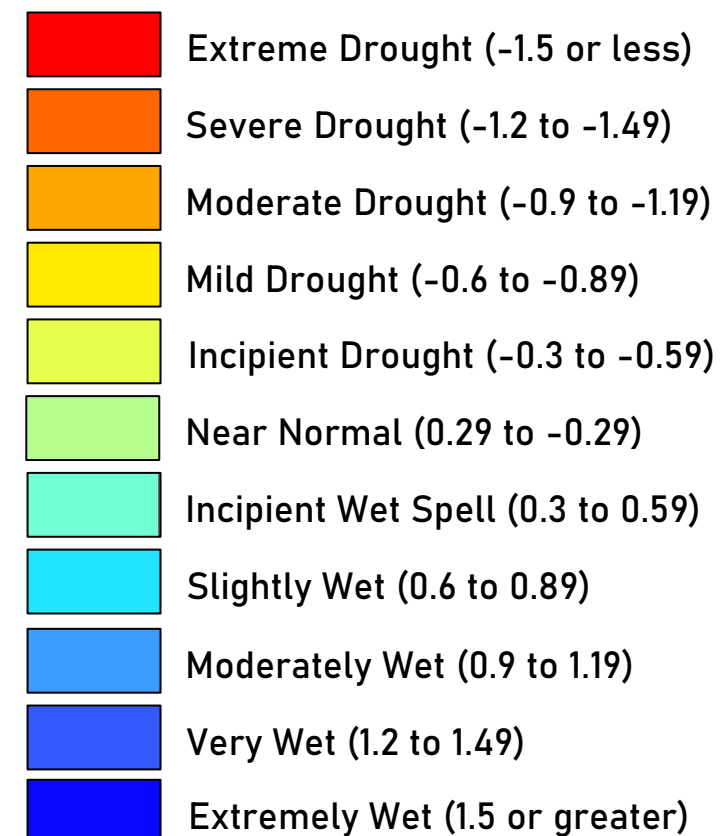 Extreme Drought (-1.5 or less)
Severe Drought (-1.2 to -1.49)
Moderate Drought (-0.9 to -1.19)
Mild Drought (-0.6 to -0.89)
Incipient Drought (-0.3 to -0.59)
Near Normal (0.29 to -0.29)
Incipient Wet Spell (0.3 to 0.59)
Slightly Wet (0.6 to 0.89)
Moderately Wet (0.9 to 1.19)
Very Wet (1.2 to 1.49)
Extremely Wet (1.5 or greater)